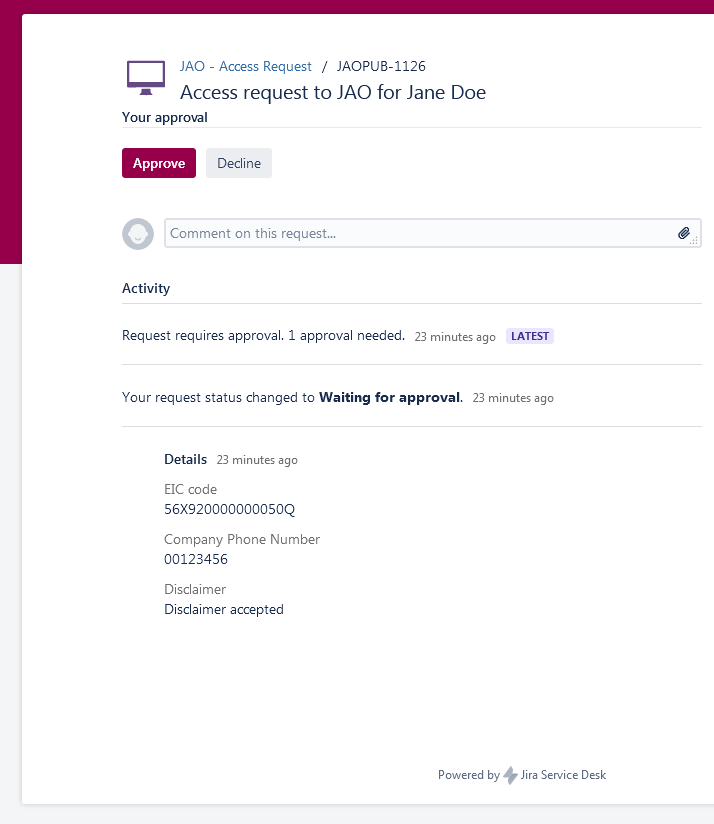 JAO - Access Request / JAOPUB-1126
Access request to JAO for Jane Doe
Your approval
Approve Decline
Comment on this request...
Activity
Request requires approval. 1 approval needed. 23 minutes ago LATEST
Your request status changed to Waiting for approval. 23 minutes ago
Details 23 minutes ago
EIC code
56X920000000050Q
Company Phone Number
00123456
Disclaimer
Disclaimer accepted
Powered by Jira Service Desk